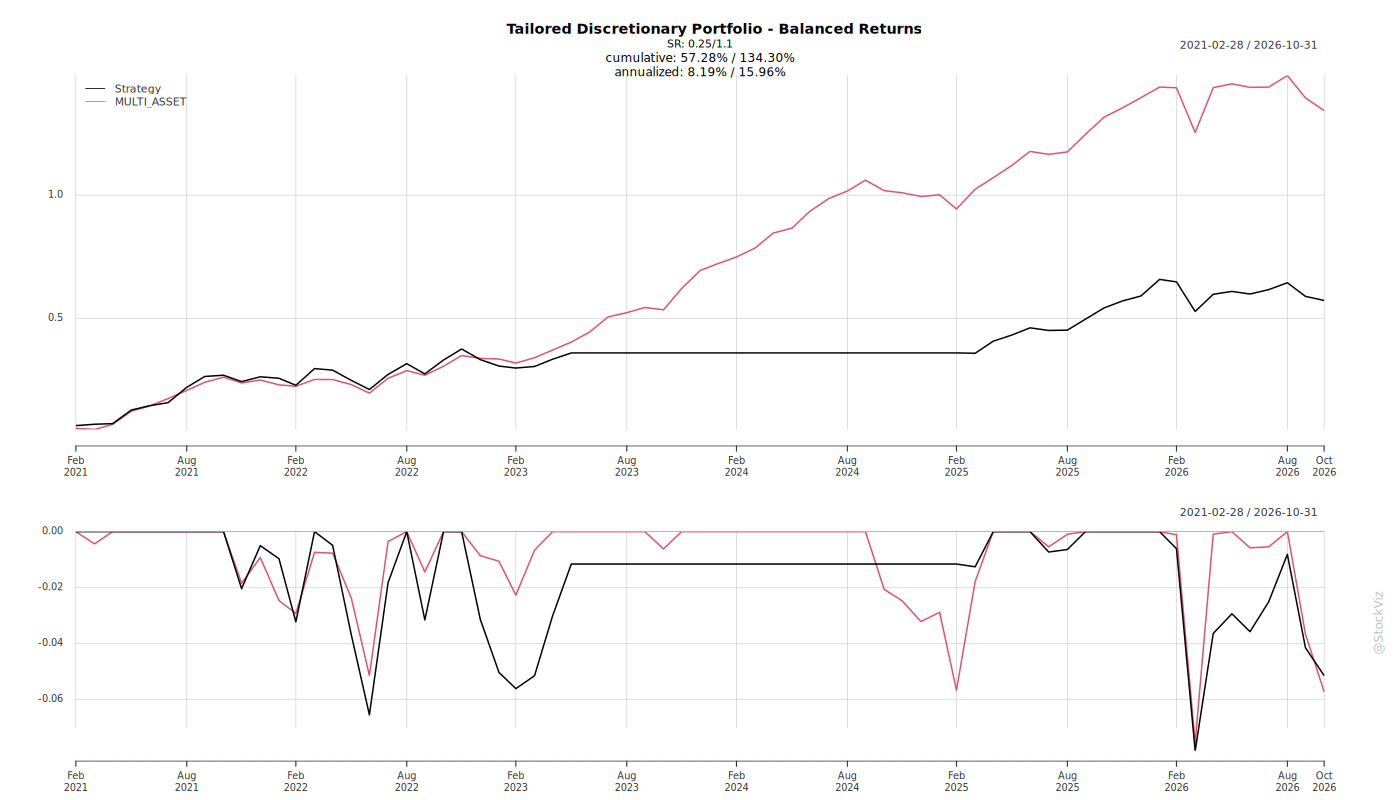 Tailored Discretionary Portfolio - Balanced Returns
SR: 0.25/1.1
cumulative: 57.28% / 134.30%
annualized: 8.19% / 15.96%
2021-02-28 / 2026-10-31
Strategy
MULTI_ASSET
1.0
0.5
Feb 2021
Aug 2021
Feb 2022
Aug 2022
Feb 2023
Aug 2023
Feb 2024
Aug 2024
Feb 2025
Aug 2025
Feb 2026
Aug 2026
Oct 2026
2021-02-28 / 2026-10-31
0.00
-0.02
-0.04
-0.06
Feb 2021
Aug 2021
Feb 2022
Aug 2022
Feb 2023
Aug 2023
Feb 2024
Aug 2024
Feb 2025
Aug 2025
Feb 2026
Aug 2026
Oct 2026
@StockViz